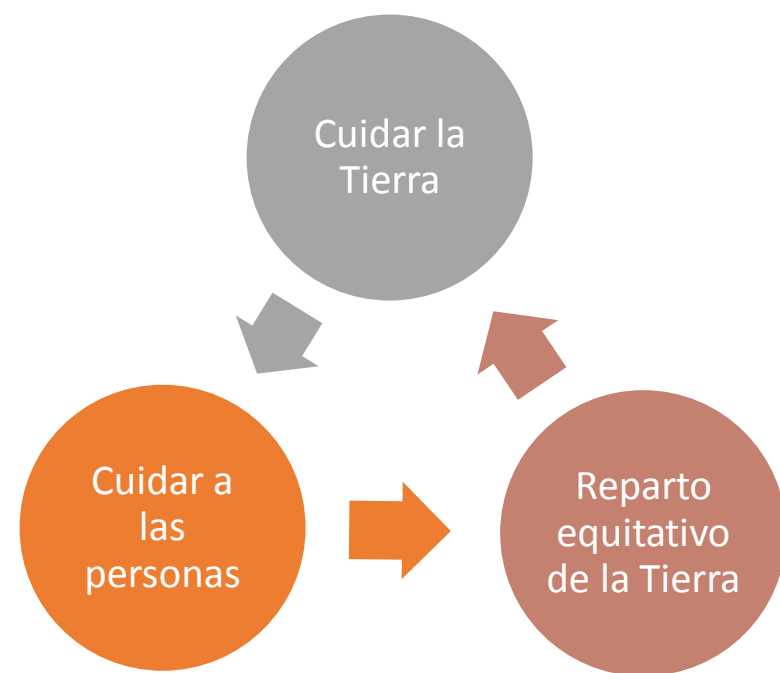 Cuidar la
Tierra
Cuidar a
las
personas
Reparto
equitativo
de la Tierra